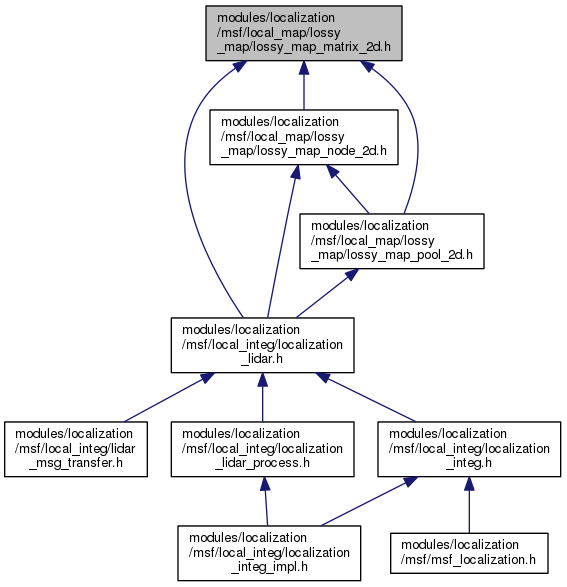 modules/localization
/msf/local_map/lossy
_map/lossy_map_matrix_2d.h
modules/localization
/msf/local_map/lossy
_map/lossy_map_node_2d.h
modules/localization
/msf/local_map/lossy
_map/lossy_map_pool_2d.h
modules/localization
/msf/local_integ/localization
_lidar.h
modules/localization
/msf/local_integ/lidar
_msg_transfer.h
modules/localization
/msf/local_integ/localization
_lidar_process.h
modules/localization
/msf/local_integ/localization
_integ.h
modules/localization
/msf/local_integ/localization
_integ_impl.h
modules/localization
/msf/msf_localization.h